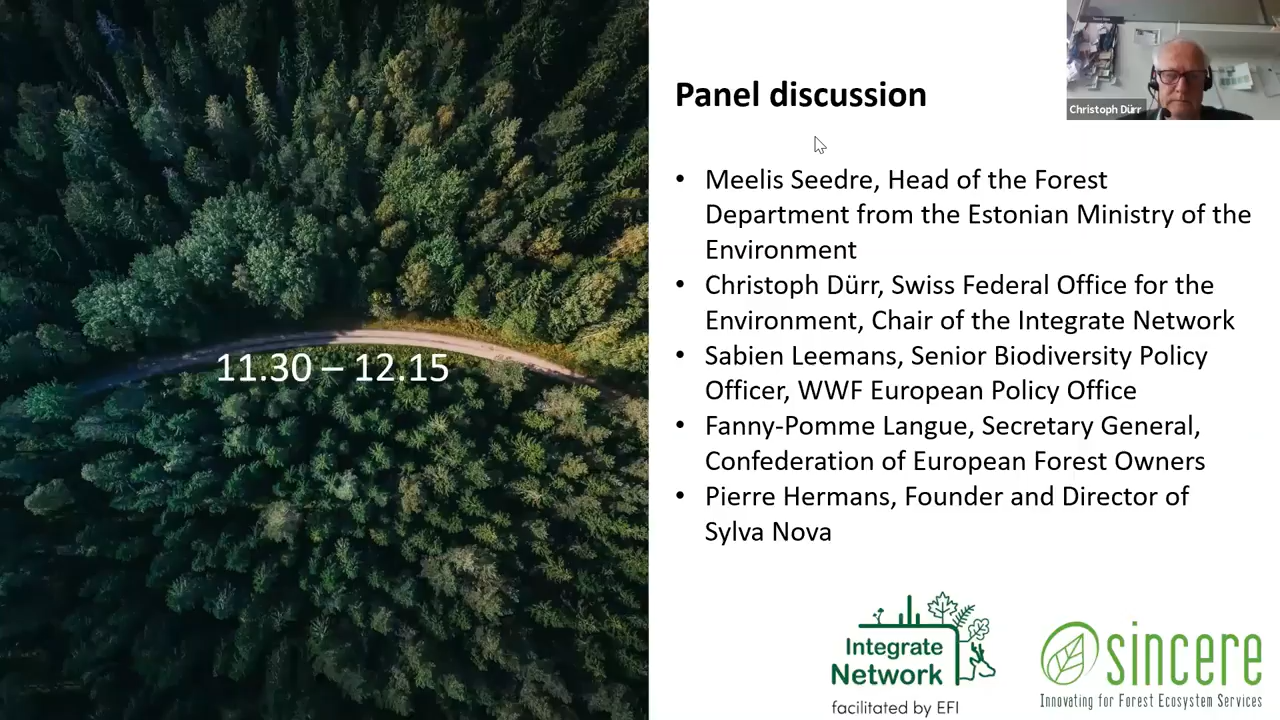 Panel discussion
Christoph Dürr
• Meelis Seedre, Head of the Forest
Department from the Estonian Ministry of the
Environment
• Christoph Dürr, Swiss Federal Office for the
Environment, Chair of the Integrate Network
• Sabien Leemans, Senior Biodiversity Policy
Officer, WWF European Policy Office
• Fanny-Pomme Langue, Secretary General,
Confederation of European Forest Owners
• Pierre Hermans, Founder and Director of
Sylva Nova
11.30 – 12.15
Integrate
Network
facilitated by EFI
sincere
Innovating for Forest Ecosystem Services